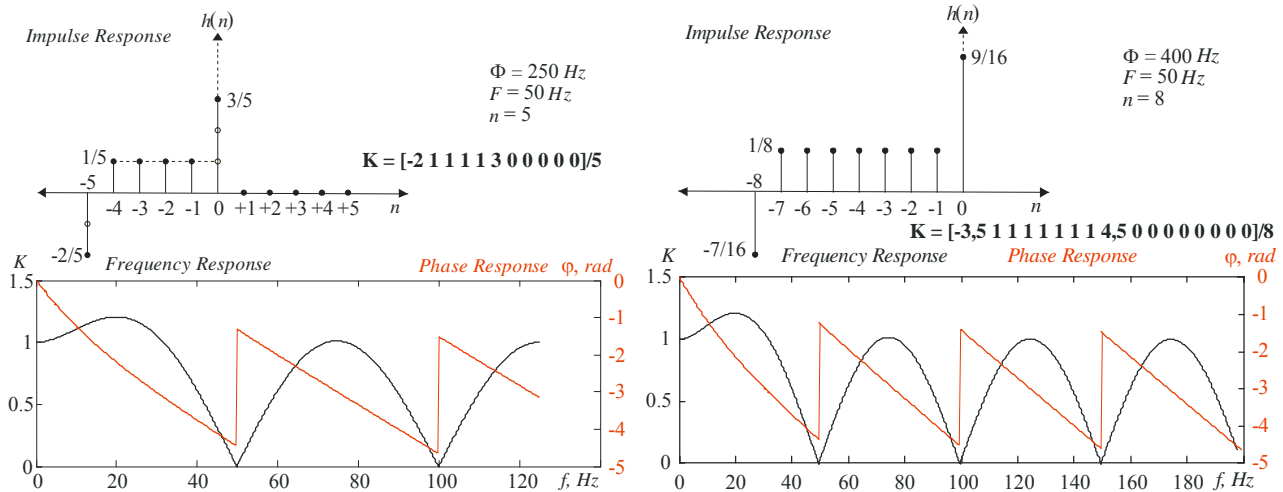 h(n)
Impulse Response
3/5
Φ = 250 Hz
F = 50 Hz
n = 5
1/5
K = [-2 1 1 1 1 3 0 0 0 0 0]/5
-5
-4 -3 -2 -1 0 +1 +2 +3 +4 +5 n
-2/5
K Frequency Response Phase Response φ, rad
1.5
1
0.5
0
0
-1
-2
-3
-4
-5
0 20 40 60 80 100 120 f, Hz
h(n)
Impulse Response
9/16
Φ = 400 Hz
F = 50 Hz
n = 8
1/8
-8
-7 -6 -5 -4 -3 -2 -1 0 n
K = [-3,5 1 1 1 1 1 1 1 4,5 0 0 0 0 0 0 0 0]/8
-7/16
K Frequency Response Phase Response φ, rad
1.5
1
0.5
0
0
-1
-2
-3
-4
-5
0 20 40 60 80 100 120 140 160 180 f, Hz